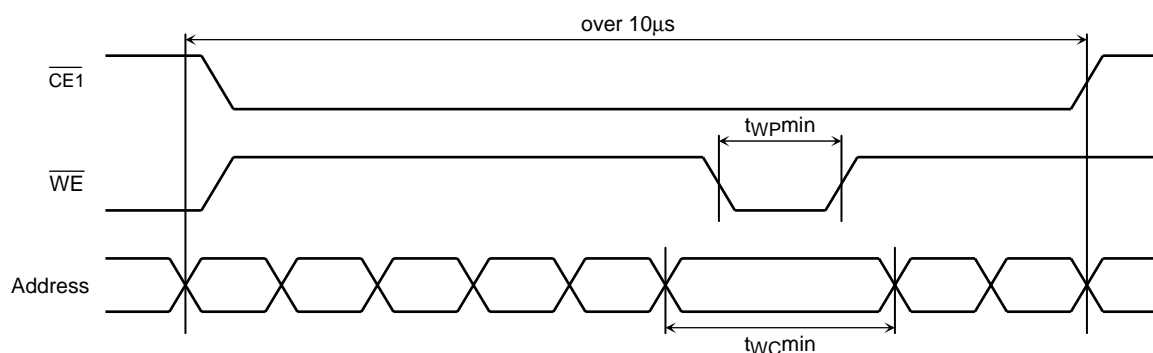 over 10μs
CE1
tWPmin
WE
Address
tWCmin